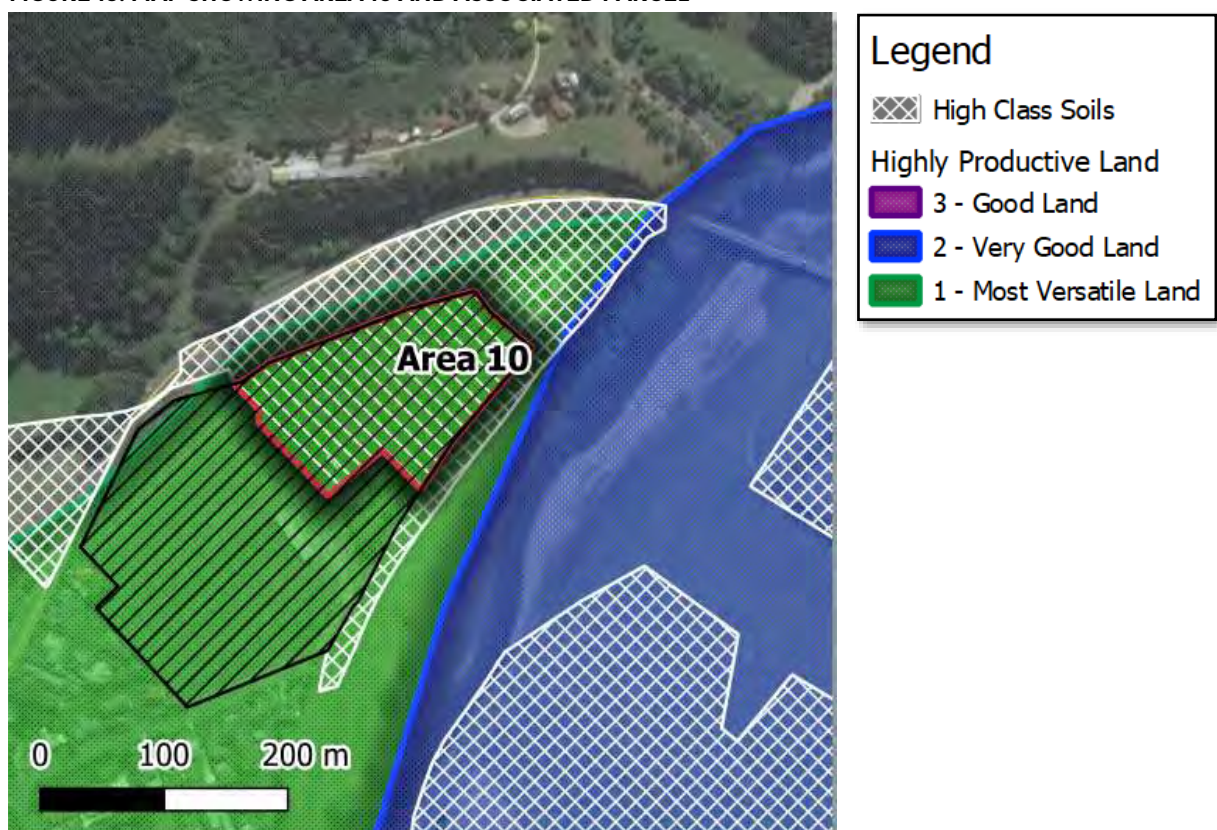 Legend
High Class Soils
Highly Productive Land
3 - Good Land
2 - Very Good Land
1 - Most Versatile Land
Area 10
0 100 200 m